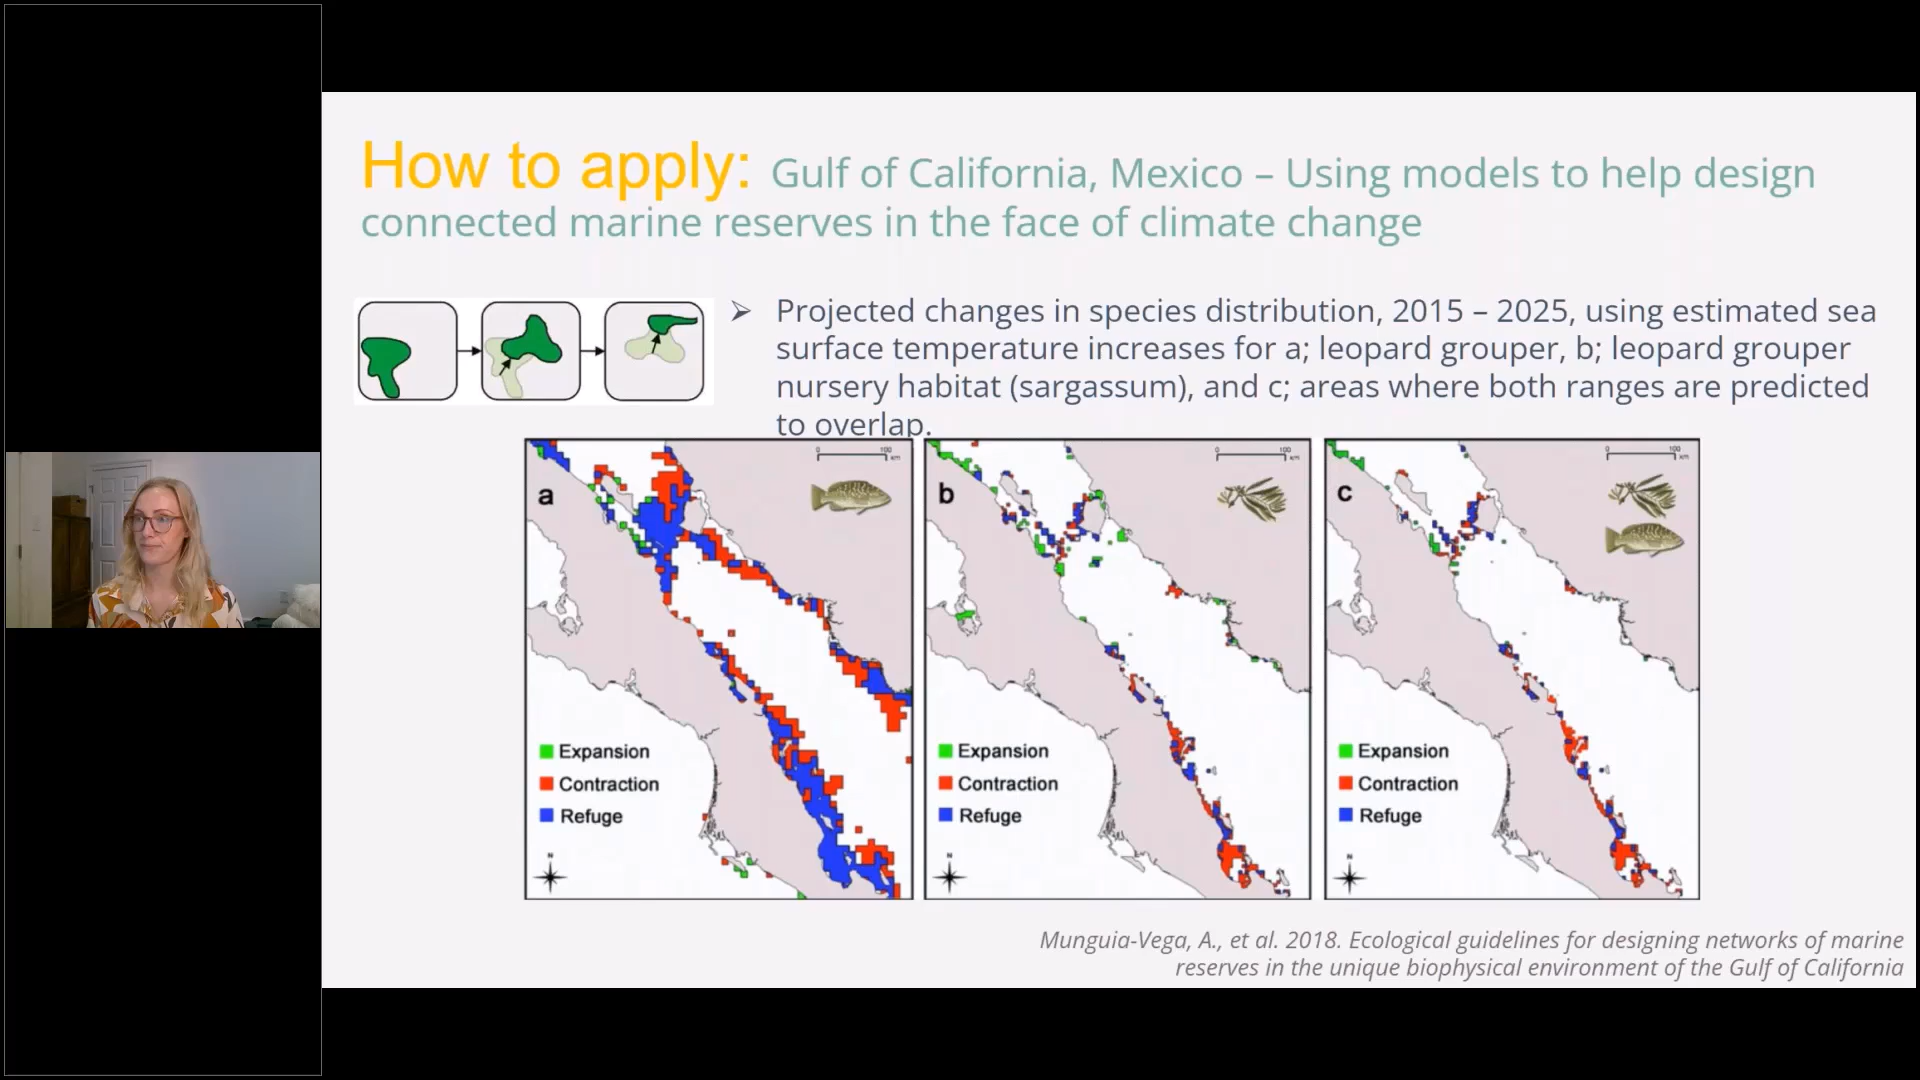 How to apply: Gulf of California, Mexico – Using models to help design
connected marine reserves in the face of climate change
➢ Projected changes in species distribution, 2015 – 2025, using estimated sea
surface temperature increases for a; leopard grouper, b; leopard grouper
nursery habitat (sargassum), and c; areas where both ranges are predicted
to overlap.
a
0 100
km
Expansion
Contraction
Refuge
N
b
0 100
km
Expansion
Contraction
Refuge
N
c
0 100
km
Expansion
Contraction
Refuge
N
Munguia-Vega, A., et al. 2018. Ecological guidelines for designing networks of marine
reserves in the unique biophysical environment of the Gulf of California